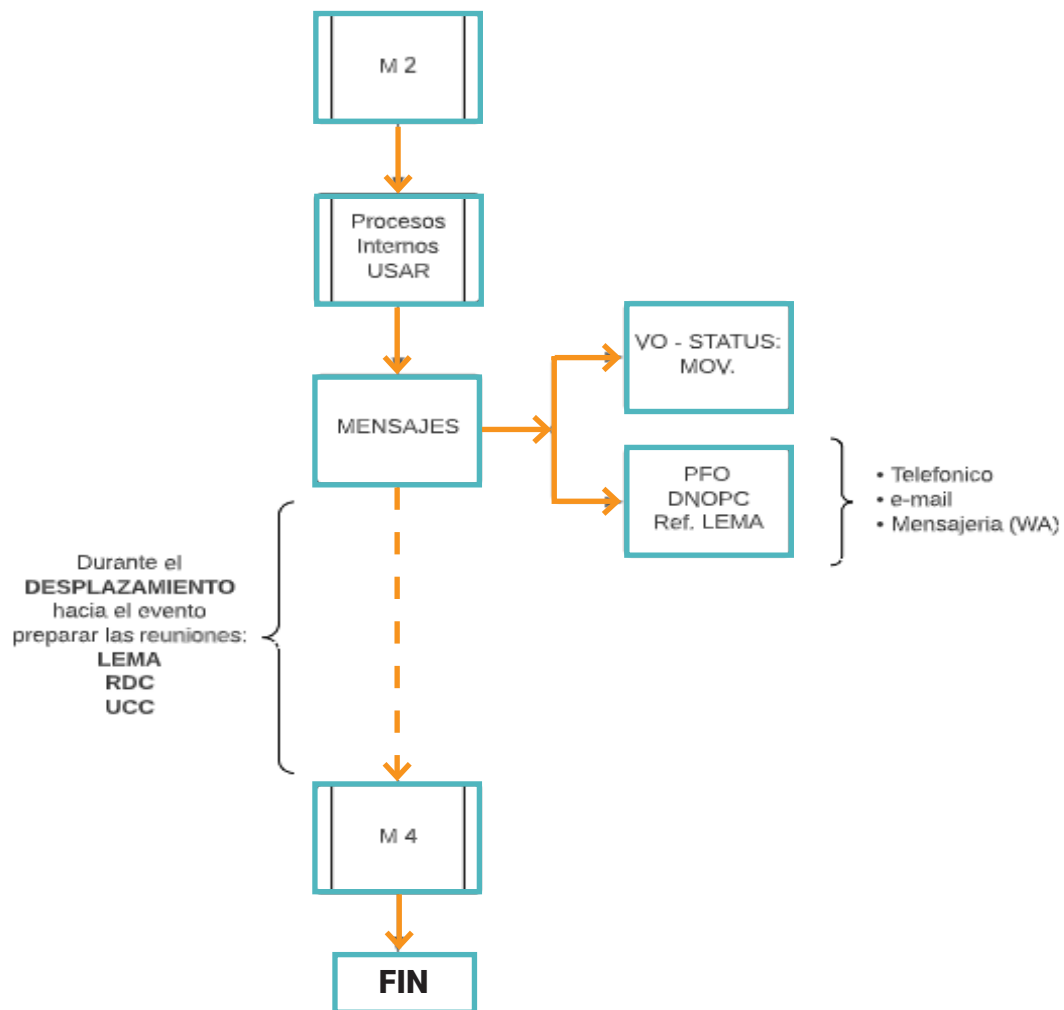 M 2
Procesos
Internos
USAR
MENSAJES
VO - STATUS:
MOV.
PFO
DNOPC
Ref. LEMA
• Telefonico
• e-mail
• Mensajeria (WA)
Durante el
DESPLAZAMIENTO
hacia el evento
preparar las reuniones:
LEMA
RDC
UCC
M 4
FIN